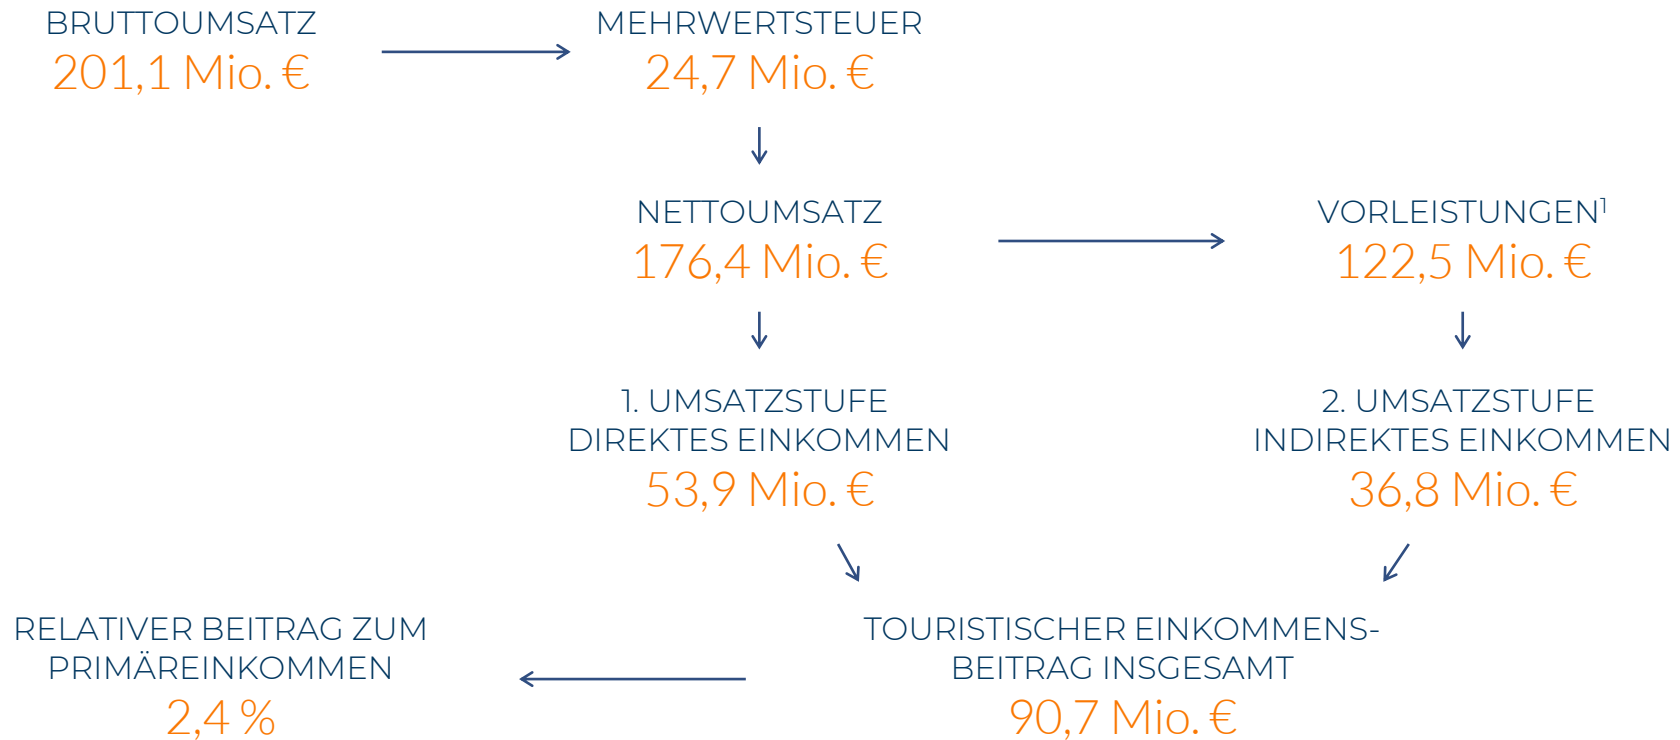 BRUTTOUMSATZ
201,1 Mio. €
MEHRWERTSTEUER
24,7 Mio. €
NETTOUMSATZ
176,4 Mio. €
VORLEISTUNGEN¹
122,5 Mio. €
1. UMSATZSTUFE
DIREKTES EINKOMMEN
53,9 Mio. €
2. UMSATZSTUFE
INDIREKTES EINKOMMEN
36,8 Mio. €
RELATIVER BEITRAG ZUM
PRIMÄREINKOMMEN
2,4 %
TOURISTISCHER EINKOMMENS-
BEITRAG INSGESAMT
90,7 Mio. €